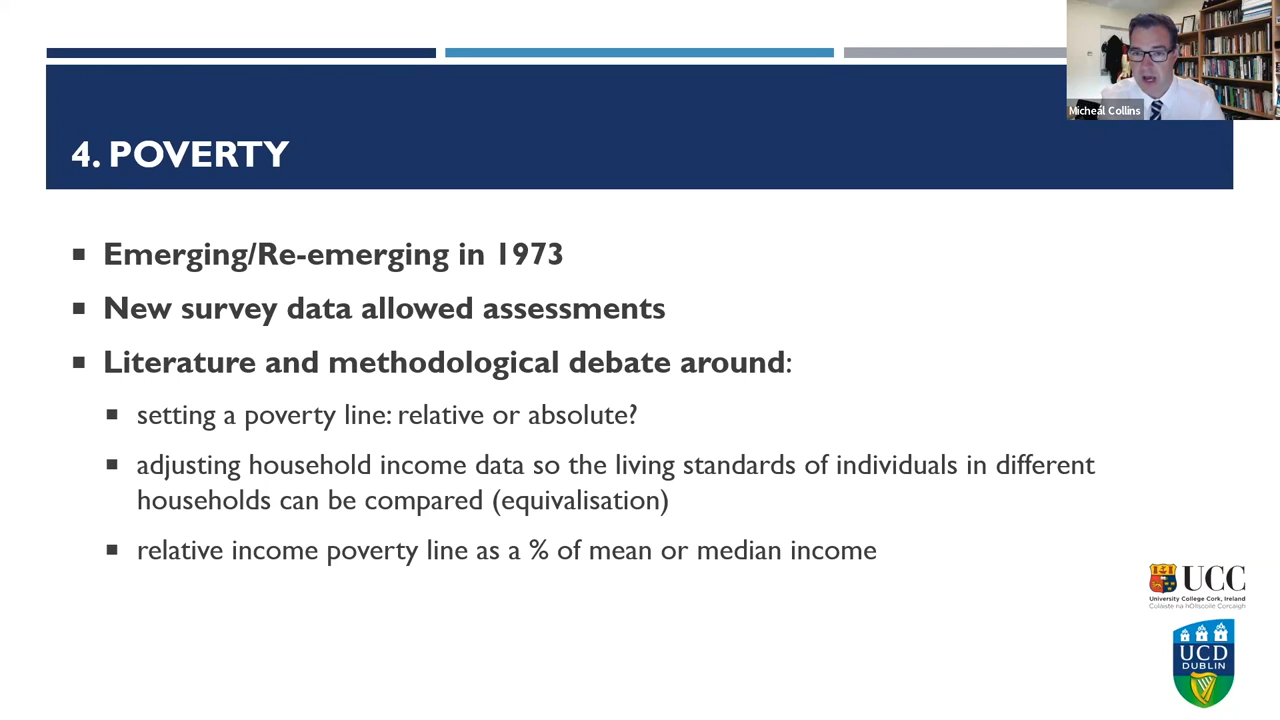 Micheál Collins
4. POVERTY
Emerging/Re-emerging in 1973
New survey data allowed assessments
Literature and methodological debate around:
setting a poverty line: relative or absolute?
adjusting household income data so the living standards of individuals in different
households can be compared (equivalisation)
relative income poverty line as a % of mean or median income
UCC
University College Cork, Ireland
Coláiste na hOllscoile Corcaigh
UCD
DUBLIN